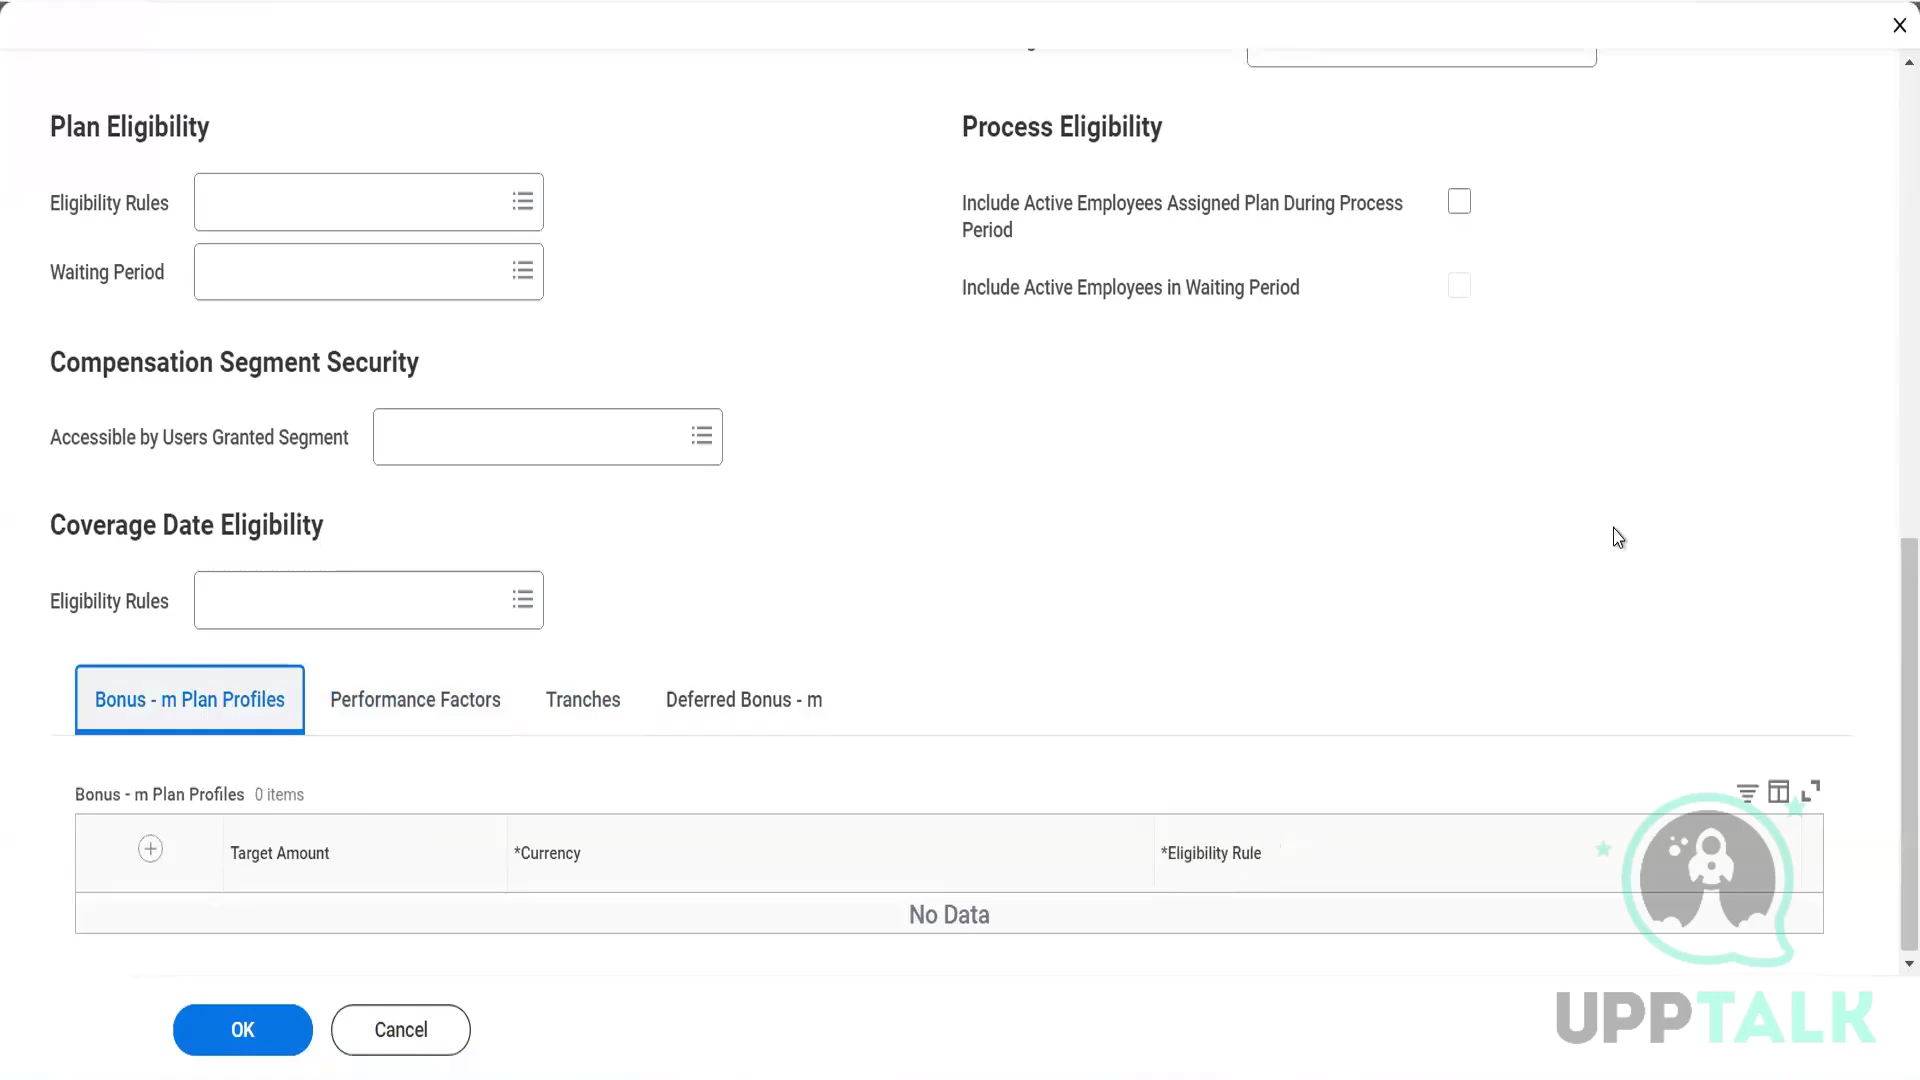 X
Plan Eligibility
Process Eligibility
Eligibility Rules
Include Active Employees Assigned Plan During Process
Period
Waiting Period
Include Active Employees in Waiting Period
Compensation Segment Security
Accessible by Users Granted Segment
Coverage Date Eligibility
Eligibility Rules
Bonus - m Plan Profiles
Performance Factors
Tranches
Deferred Bonus - m
Bonus - m Plan Profiles 0 items
Target Amount
*Currency
*Eligibility Rule
No Data
OK
Cancel
UPPTALK